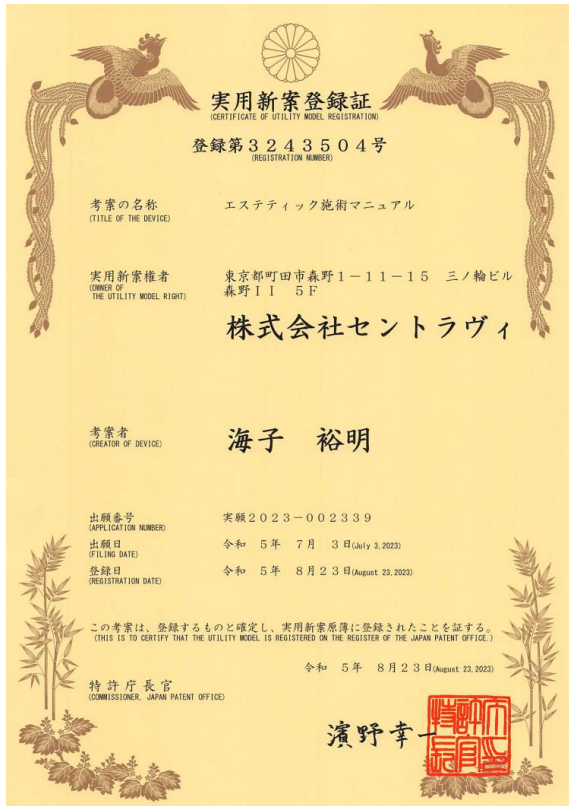 実用新案登録証
(CERTIFICATE OF UTILITY MODEL REGISTRATION)
登録第3243504号
(REGISTRATION NUMBER)
考案の名称 エステティック施術マニュアル
(TITLE OF THE DEVICE)
実用新案権者 東京都町田市森野1-11-15 三ノ輪ビル
(OWNER OF
THE UTILITY MODEL RIGHT)
森野II 5F
株式会社セントラヴィ
考案者 海子 裕明
(CREATOR OF DEVICE)
出願番号 実願2023-002339
(APPLICATION NUMBER)
出願日 令和 5年 7月 3日(July 3,2023)
(FILING DATE)
登録日 令和 5年 8月23日(August 23,2023)
(REGISTRATION DATE)
この考案は、登録するものと確定し、実用新案原簿に登録されたことを証する。
(THIS IS TO CERTIFY THAT THE UTILITY MODEL IS REGISTERED ON THE REGISTER OF THE JAPAN PATENT OFFICE.)
令和 5年 8月23日(August 23,2023)
特許庁長官
(COMMISSIONER, JAPAN PATENT OFFICE)
濱野幸一
特許庁長官之印